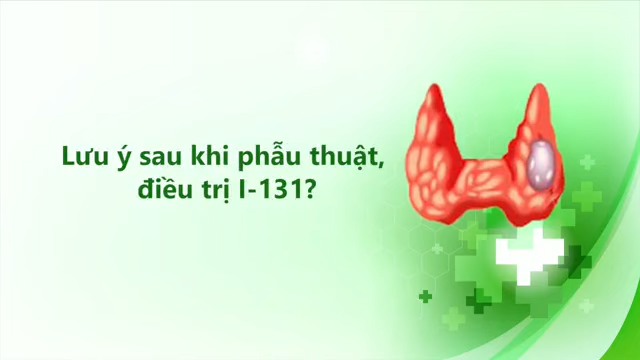 Lưu ý sau khi phẫu thuật,
điều trị I-131?